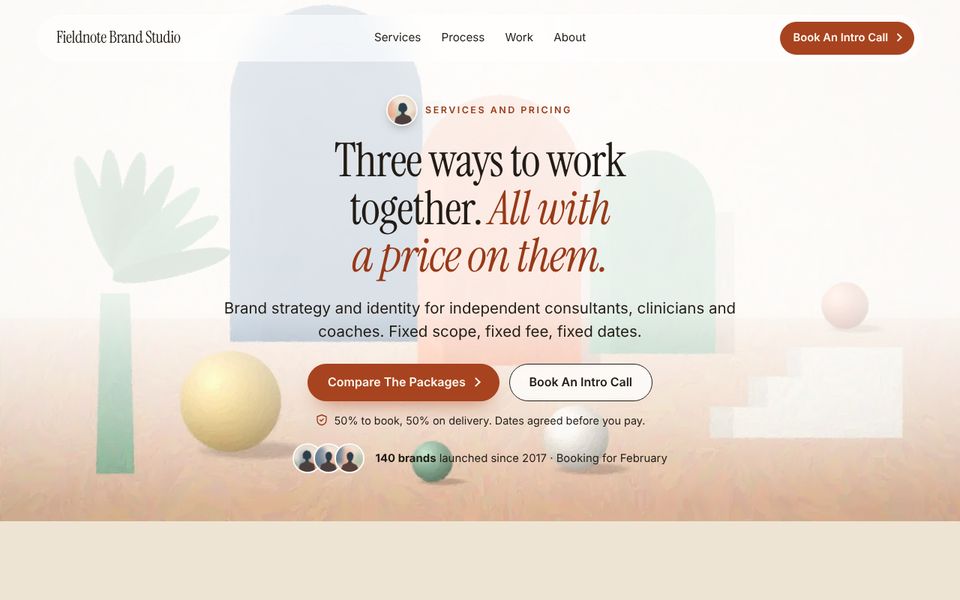 Fieldnote Brand Studio
Services
Process
Work
About
Book An Intro Call
SERVICES AND PRICING
Three ways to work
together. All with
a price on them.
Brand strategy and identity for independent consultants, clinicians and
coaches. Fixed scope, fixed fee, fixed dates.
Compare The Packages
Book An Intro Call
50% to book, 50% on delivery. Dates agreed before you pay.
140 brands launched since 2017 · Booking for February